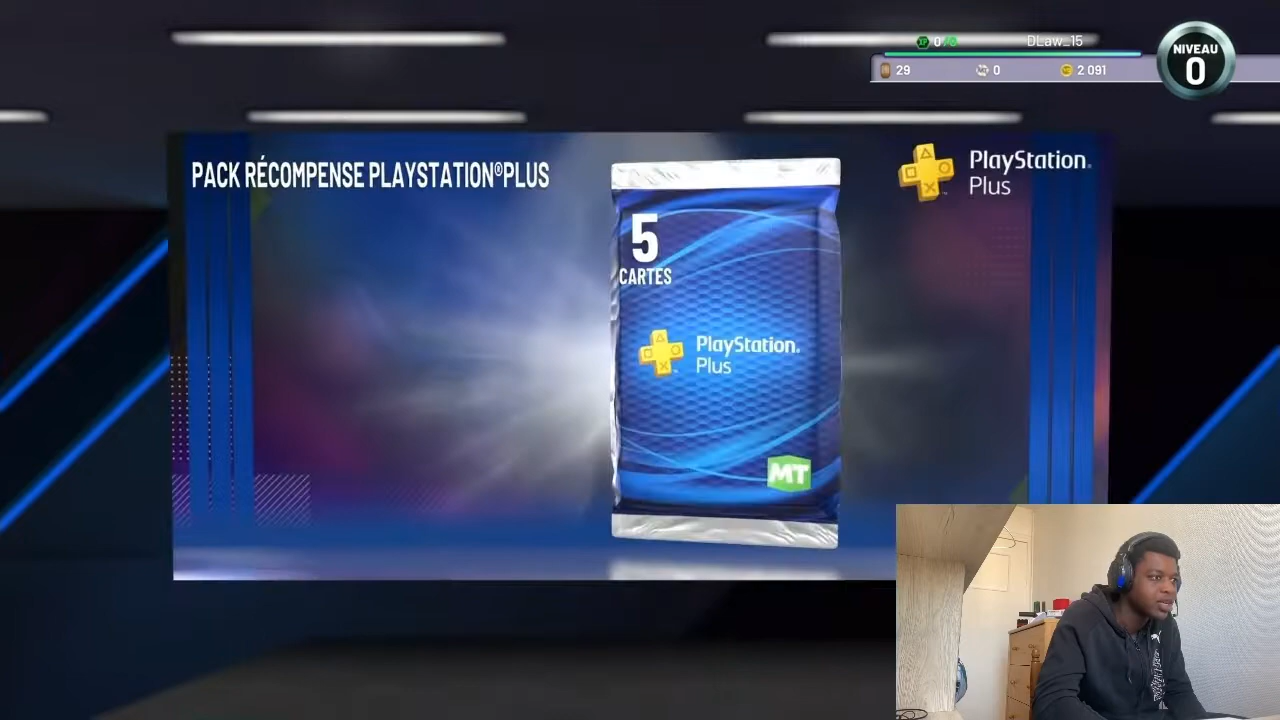 0 /6
DLaw_15
NIVEAU
0
29
0
2 091
PACK RÉCOMPENSE PLAYSTATION®PLUS
PlayStation®
Plus
5
CARTES
PlayStation®
Plus
MT